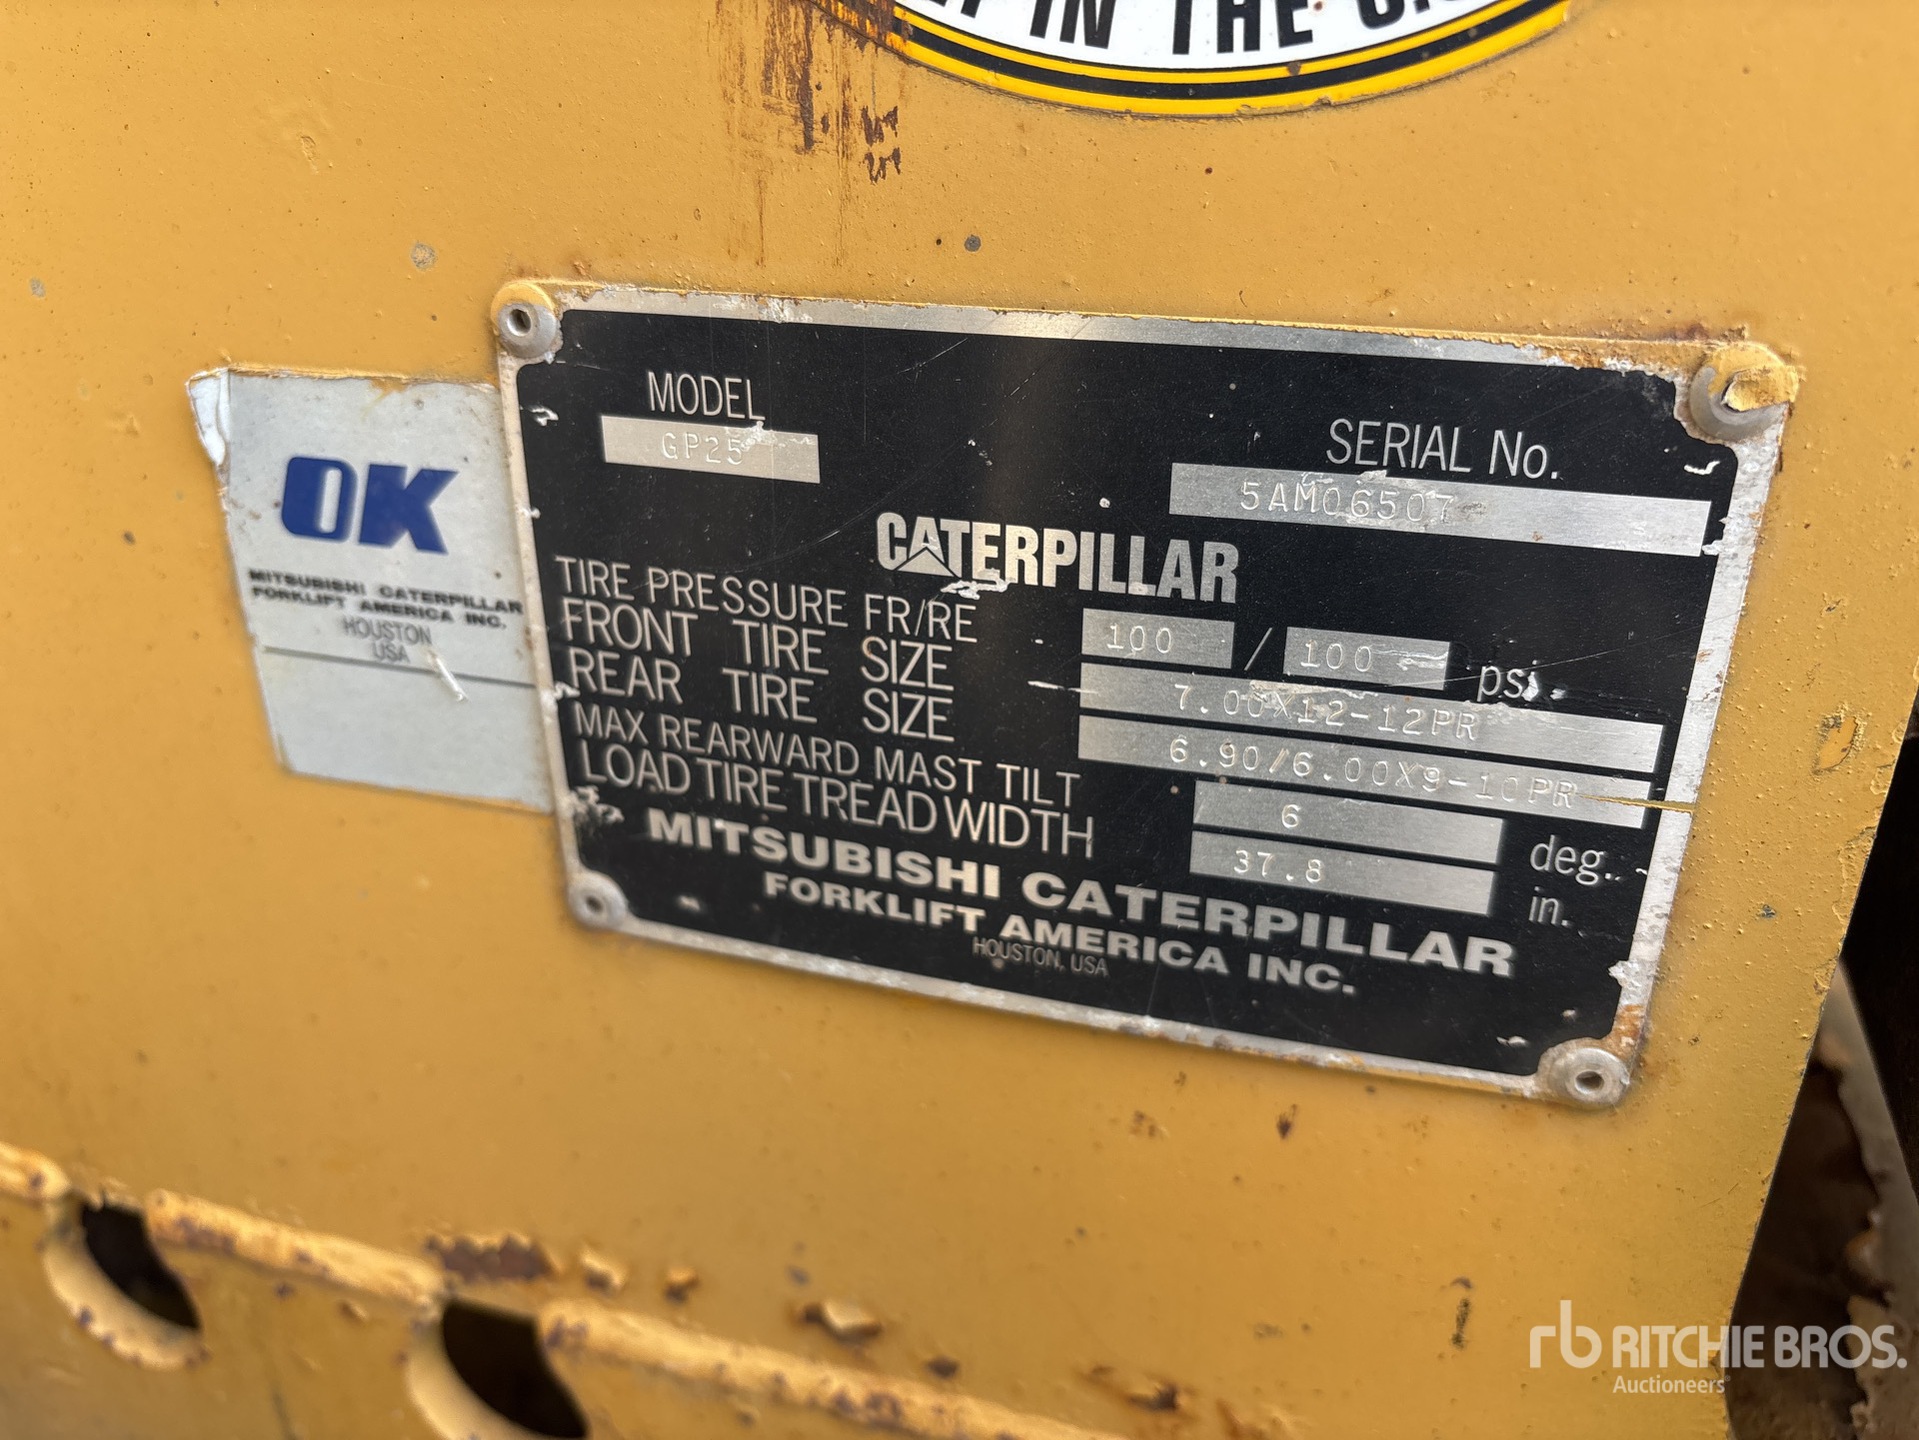 IN THE U.S.
MODEL
GP25
SERIAL No.
5AM06507
CATERPILLAR
TIRE PRESSURE FR/RE 100 / 100 psi.
FRONT TIRE SIZE 7.00X12-12PR
REAR TIRE SIZE 6.90/6.00X9-10PR
MAX REARWARD MAST TILT 6 deg.
LOAD TIRE TREAD WIDTH 37.8 in.
MITSUBISHI CATERPILLAR
FORKLIFT AMERICA INC.
HOUSTON, USA
OK
MITSUBISHI CATERPILLAR
FORKLIFT AMERICA INC.
HOUSTON
USA
rb RITCHIE BROS.
Auctioneers